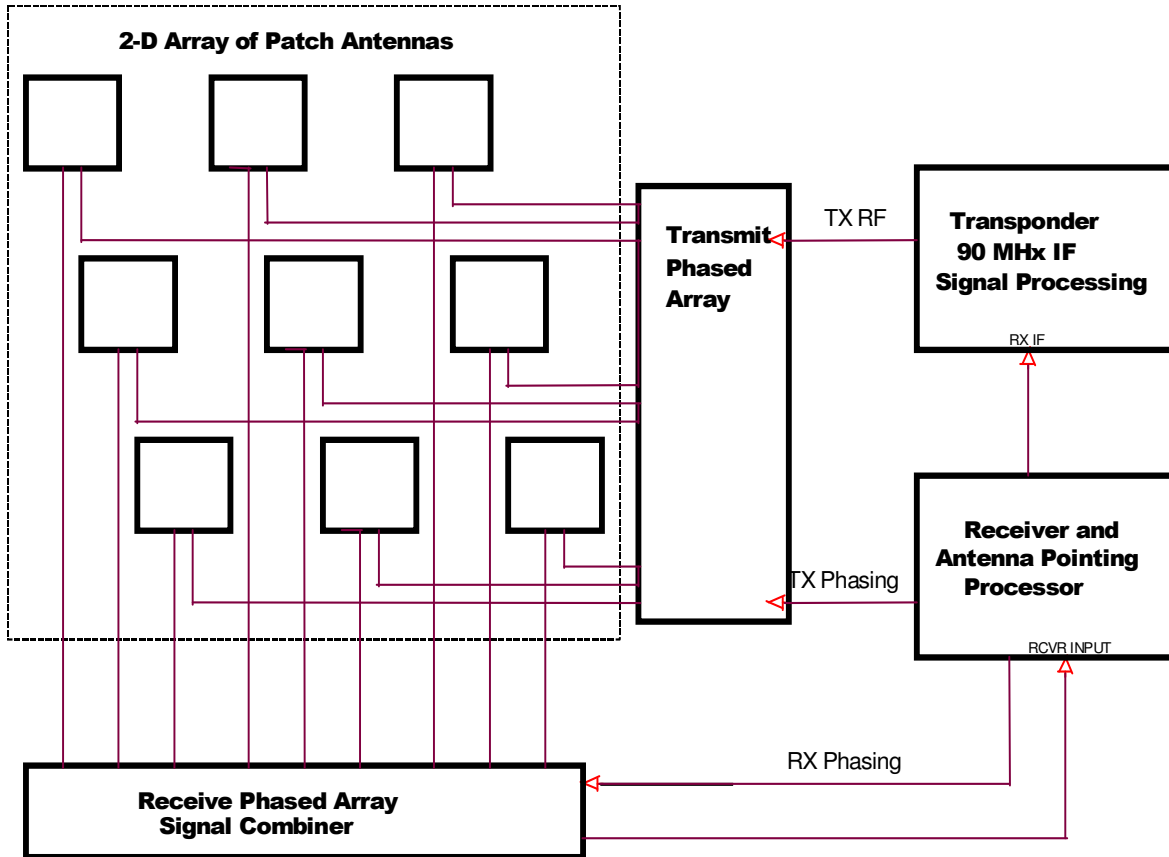 2-D Array of Patch Antennas
Transmit
Phased
Array
TX RF
Transponder
90 MHx IF
Signal Processing
RX IF
TX Phasing
Receiver and
Antenna Pointing
Processor
RCVR INPUT
RX Phasing
Receive Phased Array
Signal Combiner